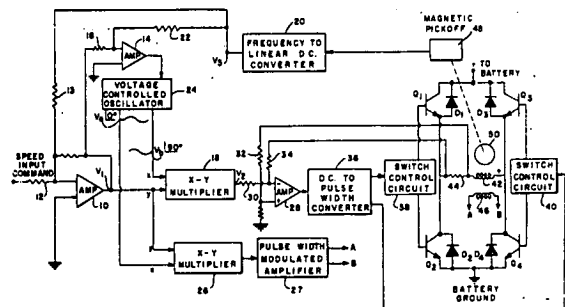 MAGNETIC
PICKOFF
48
20
FREQUENCY TO
LINEAR D.C.
CONVERTER
22
16
14
AMP
V5
VOLTAGE
CONTROLLED
OSCILLATOR
24
TO
BATTERY
Q1
D1
D3
Q3
50
13
0°
90°
32
34
36
SPEED
INPUT
COMMAND
12
AMP
10
V1
18
X-Y
MULTIPLIER
x
y
30
AMP
28
D.C. TO
PULSE
WIDTH
CONVERTER
SWITCH
CONTROL
CIRCUIT
38
44
42
46
A
B
SWITCH
CONTROL
CIRCUIT
40
X-Y
MULTIPLIER
26
y
x
PULSE WIDTH
MODULATED
AMPLIFIER
27
A
B
Q2
D2
D4
Q4
BATTERY
GROUND